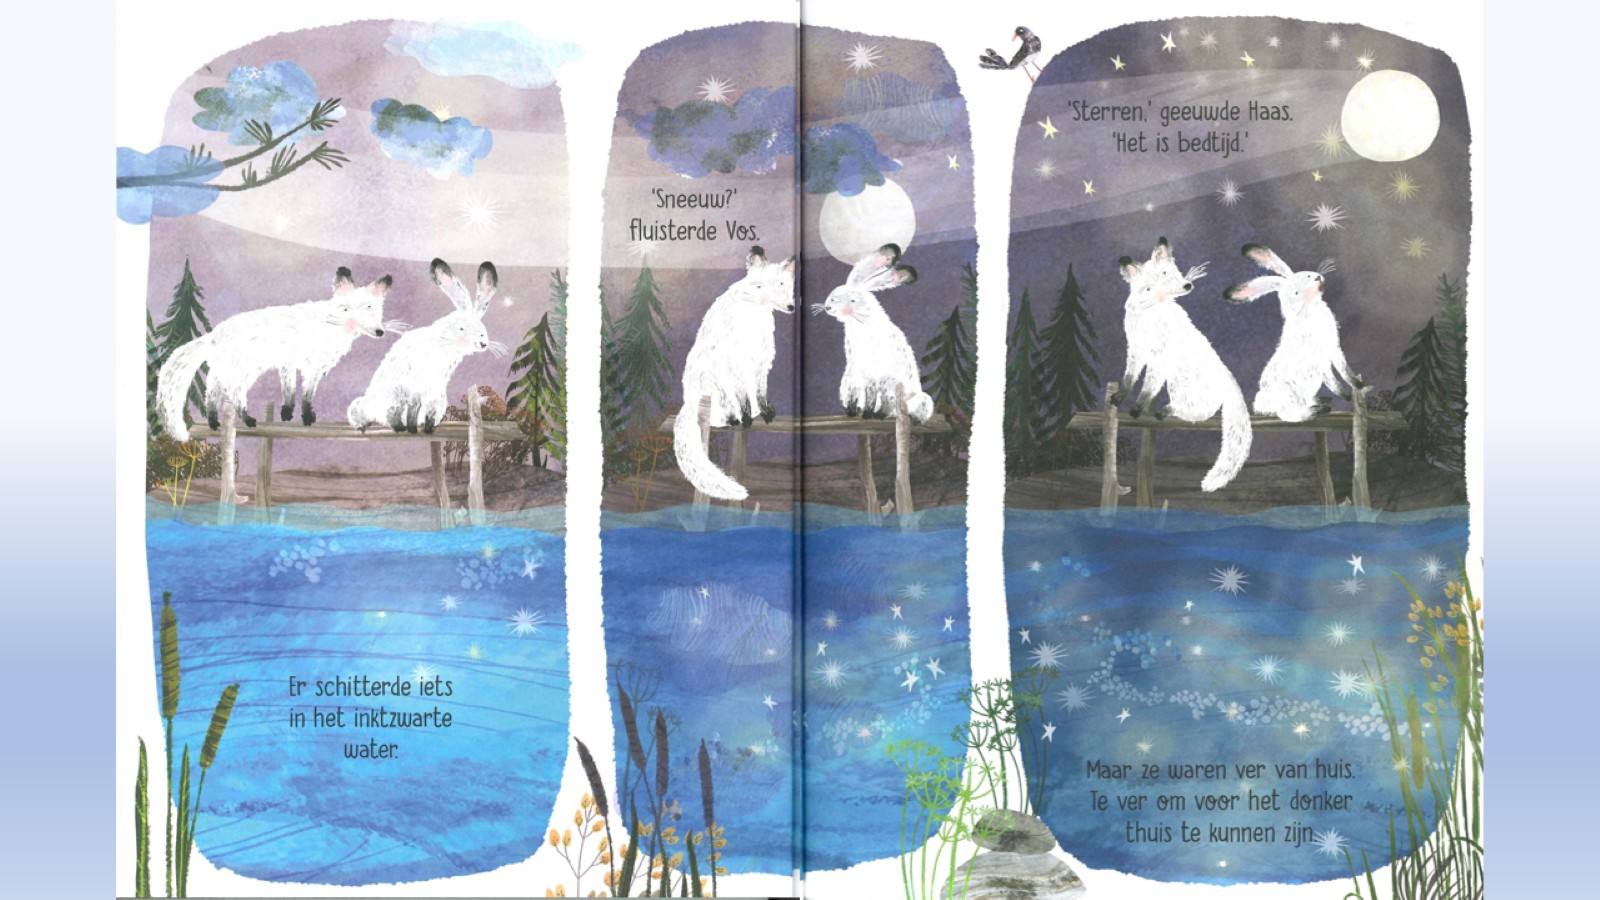 Er schitterde iets
in het inktzwarte
water.
'Sneeuw?'
fluisterde Vos.
'Sterren,' geeuwde Haas.
'Het is bedtijd.'
Maar ze waren ver van huis.
Te ver om voor het donker
thuis te kunnen zijn.